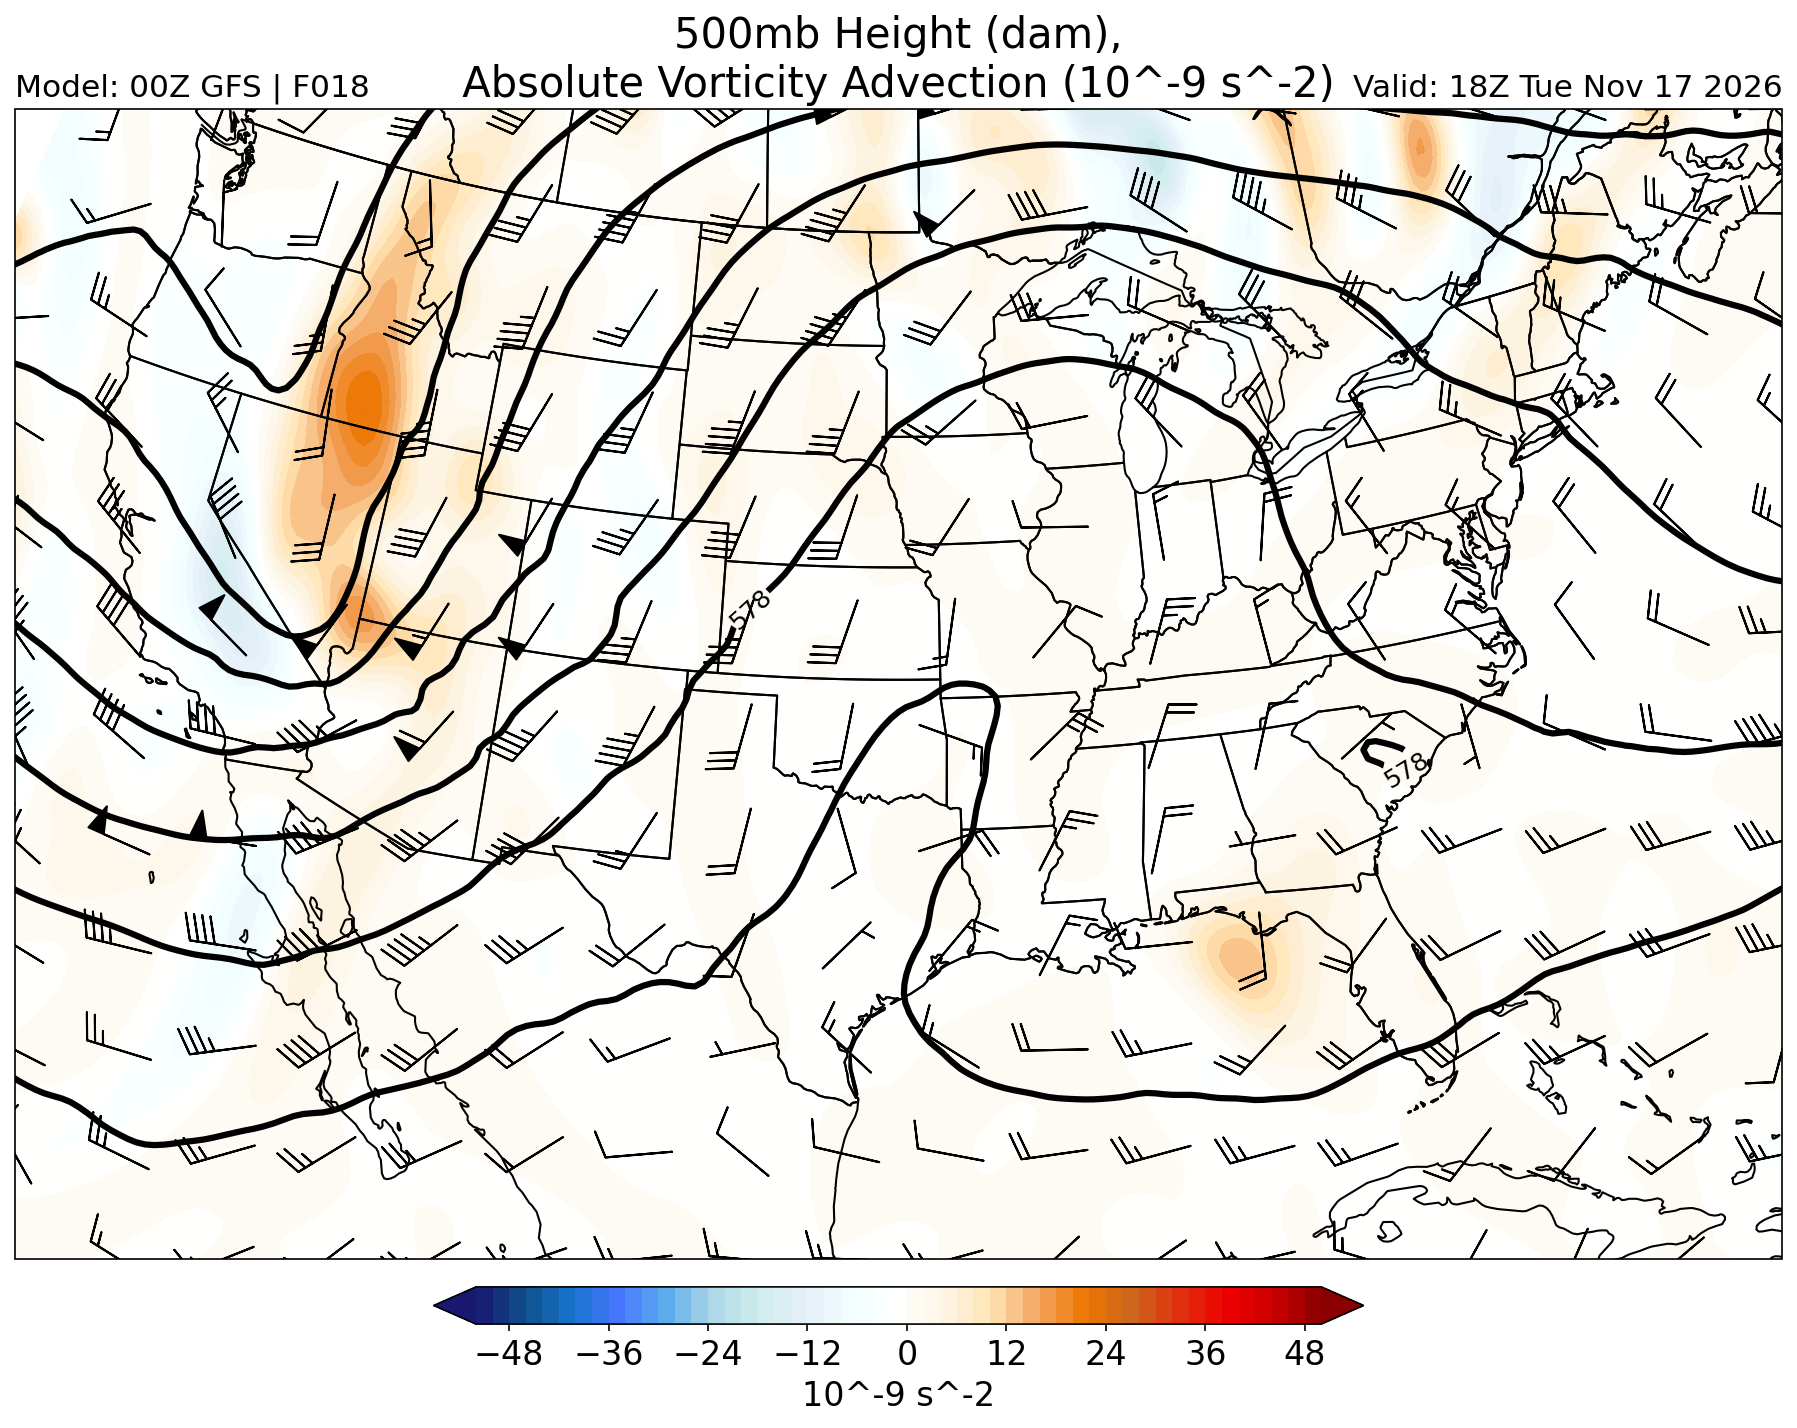 500mb Height (dam),
Model: 00Z GFS | F018 Absolute Vorticity Advection (10^-9 s^-2) Valid: 18Z Tue Nov 17 2026
578
578
−48 −36 −24 −12 0 12 24 36 48
10^-9 s^-2